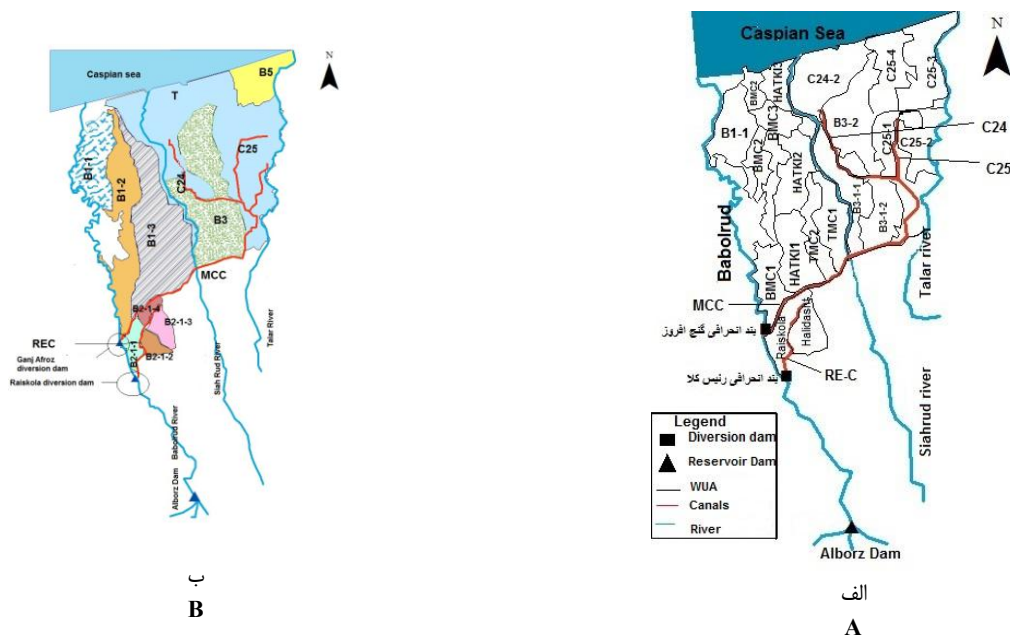 Caspian sea
N
B5
T
C25
C24
B1-1
B1-2
B1-3
B3
MCC
B2-1-4
B2-1-3
B2-1-1
B2-1-2
REC
Ganj Afroz
diversion dam
Raiskola diversion dam
Babolrud River
Siah Rud River
Talar River
Alborz Dam
ب
B
Caspian Sea
N
C24-2
C25-4
C25-3
BMC2
HATKI3
BMC3
B1-1
BMC2
HATKI2
B3-2
C25-1
C25-2
C24
C25
B3-1-1
B3-1-2
TMC1
TMC2
HATKI1
BMC1
Babolrud
Talar river
MCC
بند انحرافی گنج افروز
Raiskola
Halidasht
RE-C
بند انحرافی رئیس کلا
Siahrud river
Legend
Diversion dam
Reservoir Dam
WUA
Canals
River
Alborz Dam
الف
A